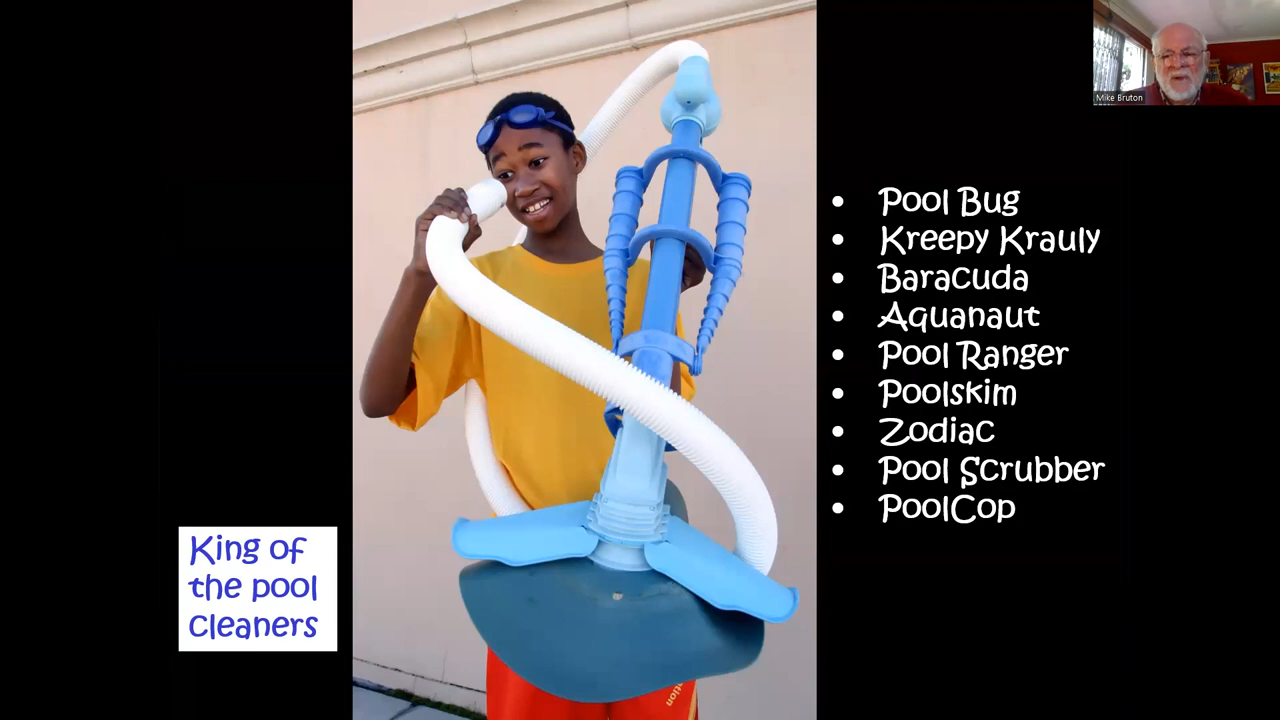 Mike Bruton
Pool Bug
Kreepy Krauly
Baracuda
Aquanaut
Pool Ranger
Poolskim
Zodiac
Pool Scrubber
PoolCop
King of
the pool
cleaners